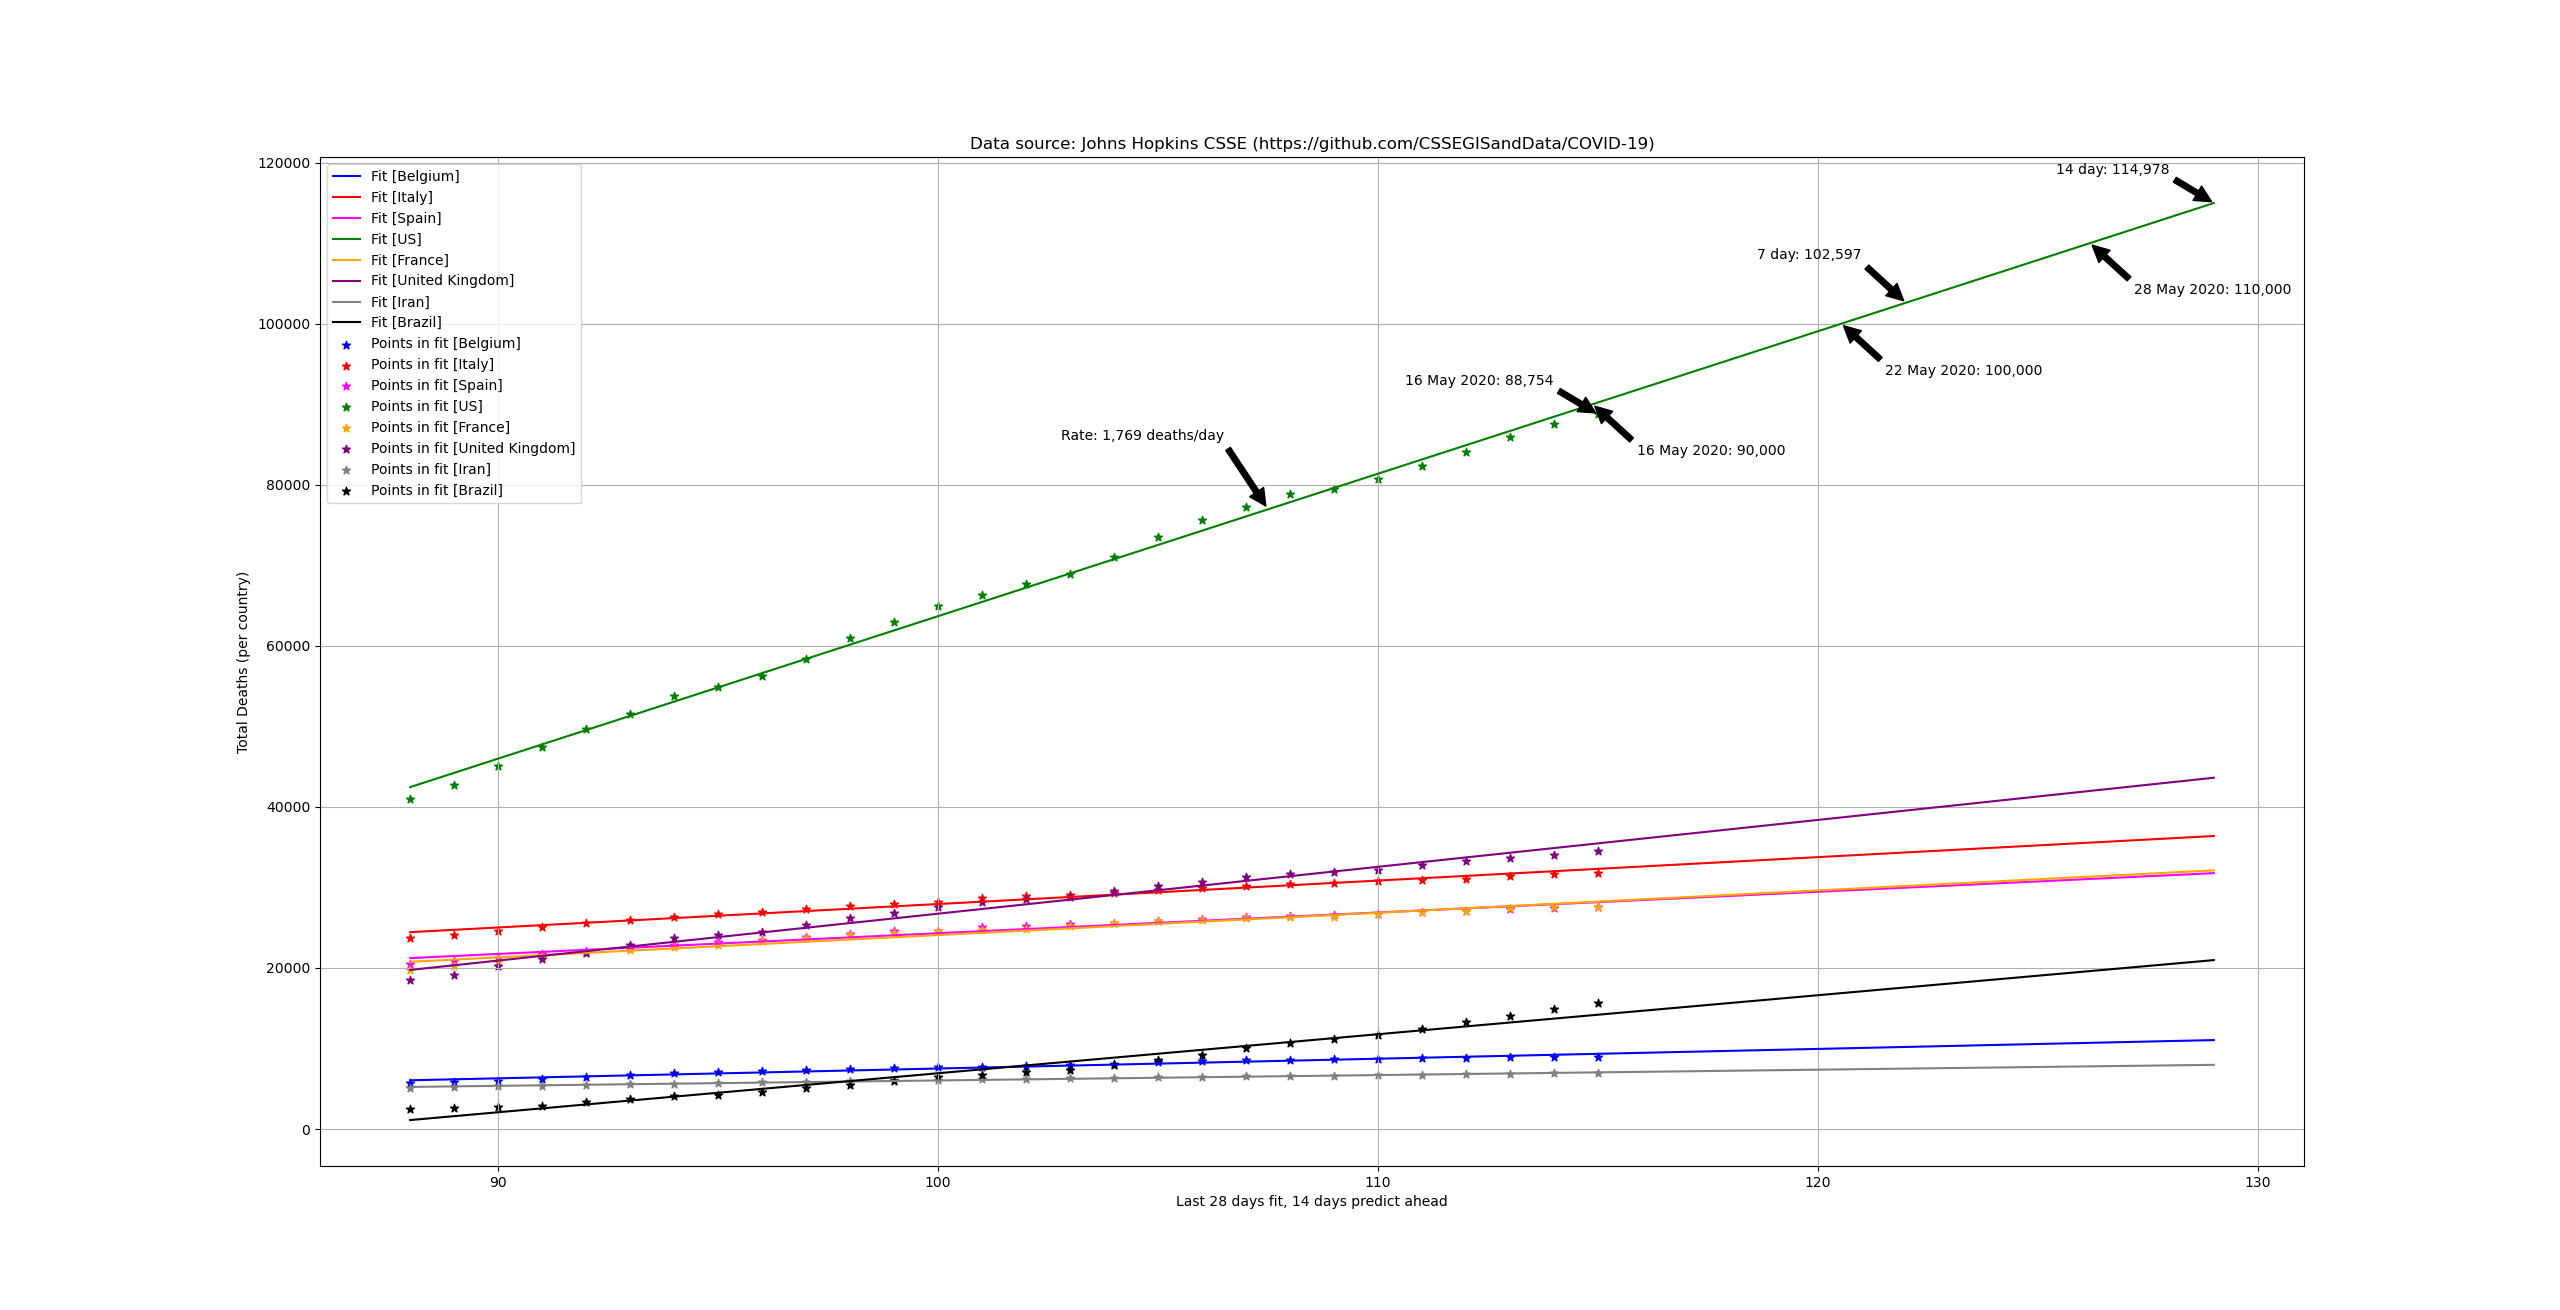 Data source: Johns Hopkins CSSE (https://github.com/CSSEGISandData/COVID-19)
120000
100000
80000
60000
40000
20000
0
Total Deaths (per country)
Fit [Belgium]
Fit [Italy]
Fit [Spain]
Fit [US]
Fit [France]
Fit [United Kingdom]
Fit [Iran]
Fit [Brazil]
Points in fit [Belgium]
Points in fit [Italy]
Points in fit [Spain]
Points in fit [US]
Points in fit [France]
Points in fit [United Kingdom]
Points in fit [Iran]
Points in fit [Brazil]
14 day: 114,978
7 day: 102,597
28 May 2020: 110,000
22 May 2020: 100,000
16 May 2020: 88,754
Rate: 1,769 deaths/day
16 May 2020: 90,000
90
100
110
120
130
Last 28 days fit, 14 days predict ahead